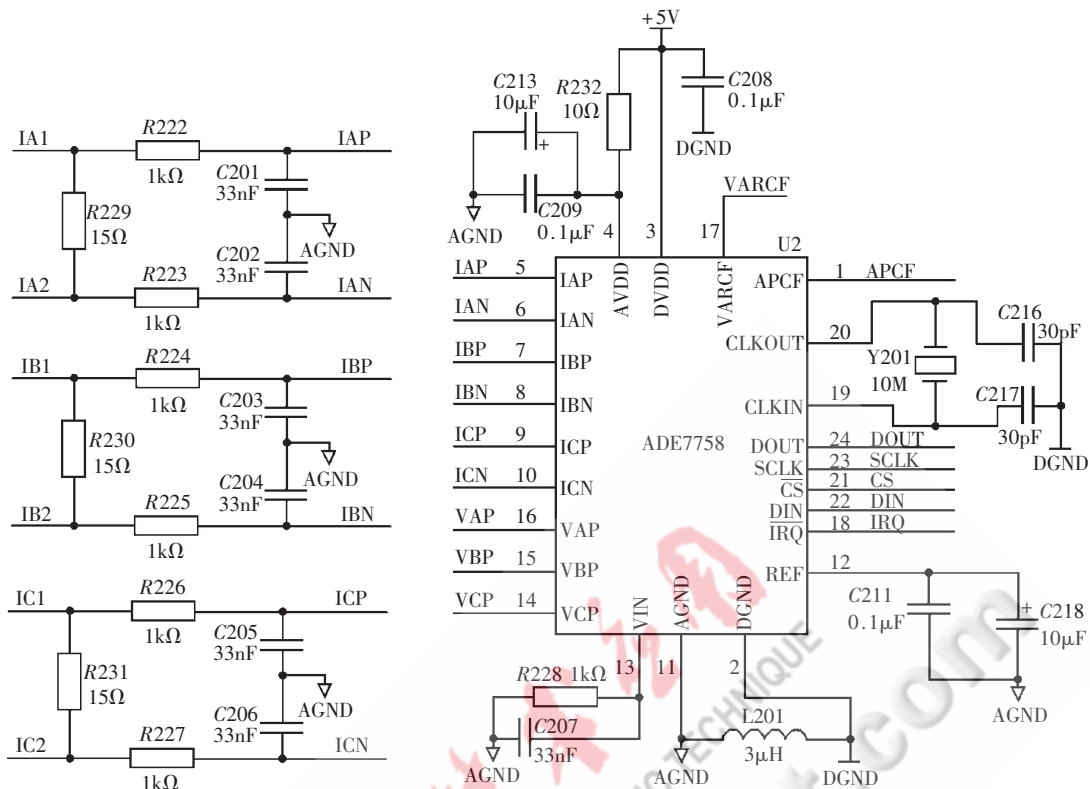 +5V
C213
10μF
R232
10Ω
C208
0.1μF
DGND
AGND
C209
0.1μF
VARCF
4
3
17
U2
IA1
R222
1kΩ
IAP
C201
33nF
R229
15Ω
AGND
C202
33nF
IA2
R223
1kΩ
IAN
IB1
R224
1kΩ
IBP
C203
33nF
R230
15Ω
AGND
C204
33nF
IB2
R225
1kΩ
IBN
IC1
R226
1kΩ
ICP
C205
33nF
R231
15Ω
AGND
C206
33nF
IC2
R227
1kΩ
ICN
IAP 5 IAP
IAN 6 IAN
IBP 7 IBP
IBN 8 IBN
ICP 9 ICP
ICN 10 ICN
VAP 16 VAP
VBP 15 VBP
VCP 14 VCP
AVDD
DVDD
VARCF
ADE7758
APCF 1 APCF
CLKOUT 20
CLKIN 19
DOUT 24 DOUT
SCLK 23 SCLK
CS 21 CS
DIN 22 DIN
IRQ 18 IRQ
REF 12
Y201
10M
C216
30pF
C217
30pF
DGND
C211
0.1μF
C218
+
10μF
AGND
VIN
AGND
DGND
13
11
2
R228 1kΩ
C207
33nF
AGND
AGND
L201
3μH
DGND
+
TECHNIQUE
com